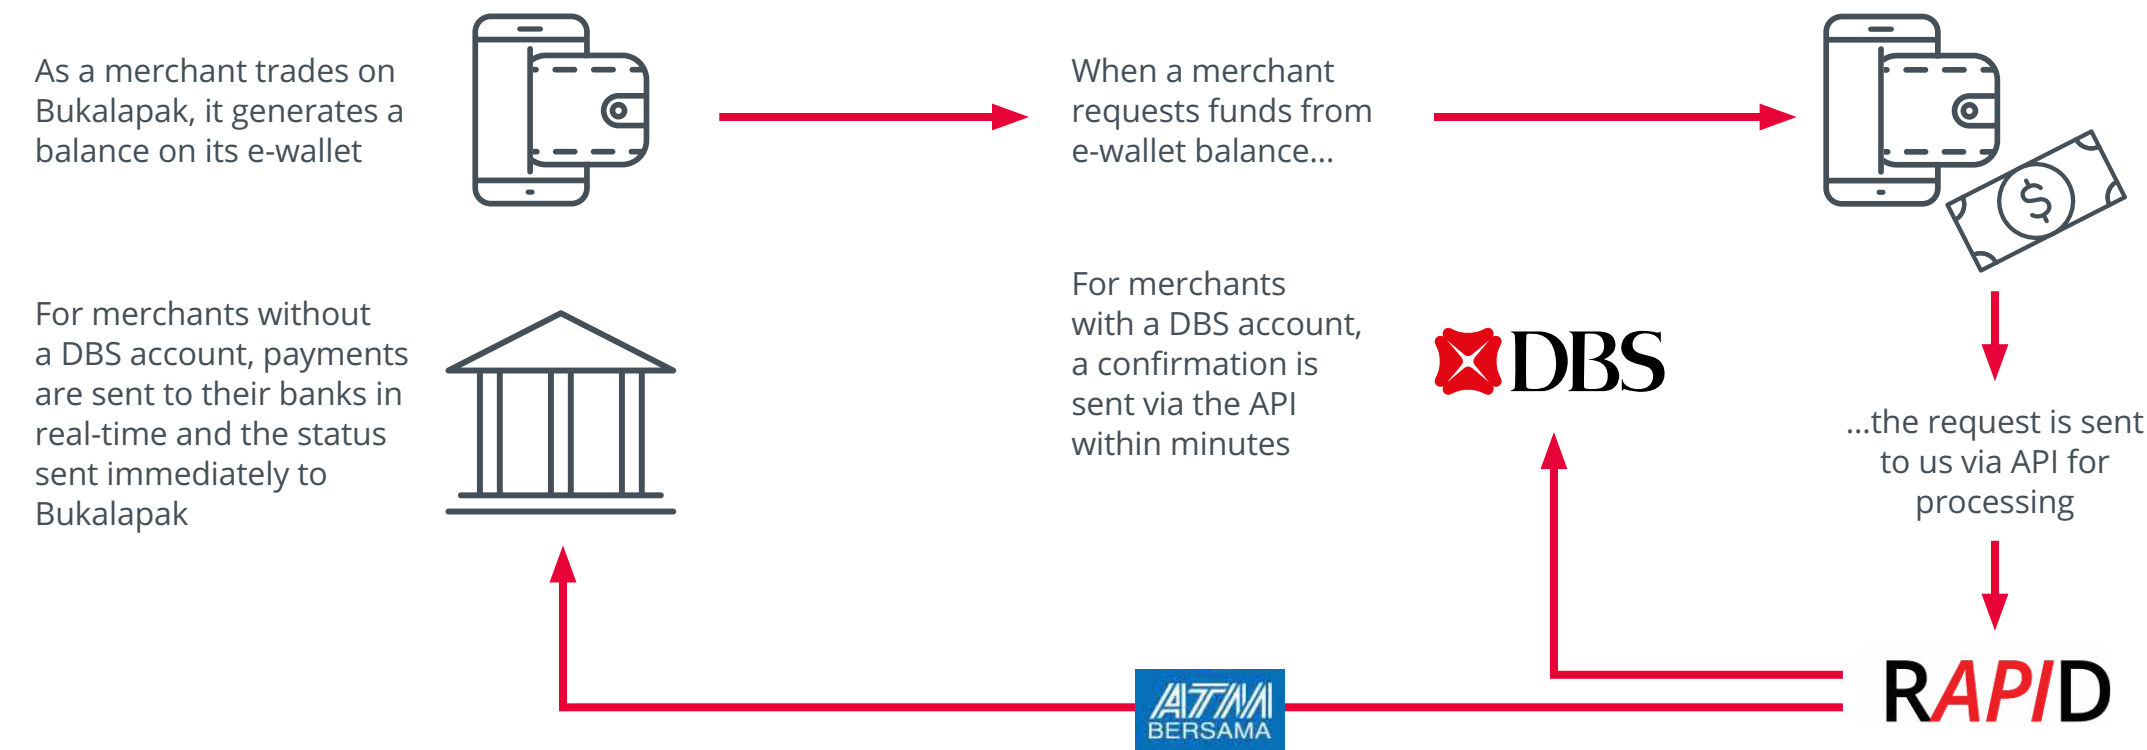 As a merchant trades on
Bukalapak, it generates a
balance on its e-wallet
When a merchant
requests funds from
e-wallet balance...
$
...the request is sent
to us via API for
processing
RAPID
For merchants
with a DBS account,
a confirmation is
sent via the API
within minutes
DBS
For merchants without
a DBS account, payments
are sent to their banks in
real-time and the status
sent immediately to
Bukalapak
ATM
BERSAMA